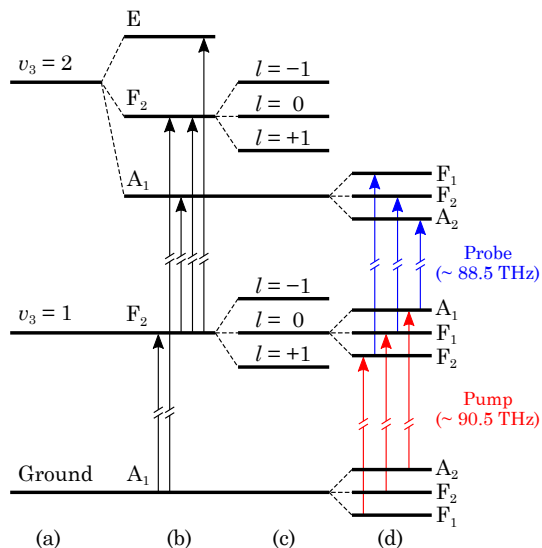 E
v₃ = 2
l = −1
F₂
l = 0
l = +1
A₁
F₁
F₂
A₂
Probe
(~ 88.5 THz)
l = −1
v₃ = 1
F₂
l = 0
l = +1
A₁
F₁
F₂
Pump
(~ 90.5 THz)
Ground
A₁
A₂
F₂
F₁
(a)
(b)
(c)
(d)